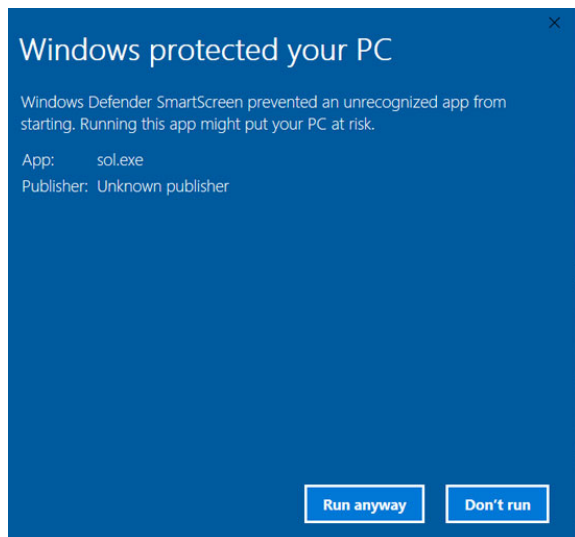 Windows protected your PC
Windows Defender SmartScreen prevented an unrecognized app from
starting. Running this app might put your PC at risk.
App: sol.exe
Publisher: Unknown publisher
Run anyway Don't run